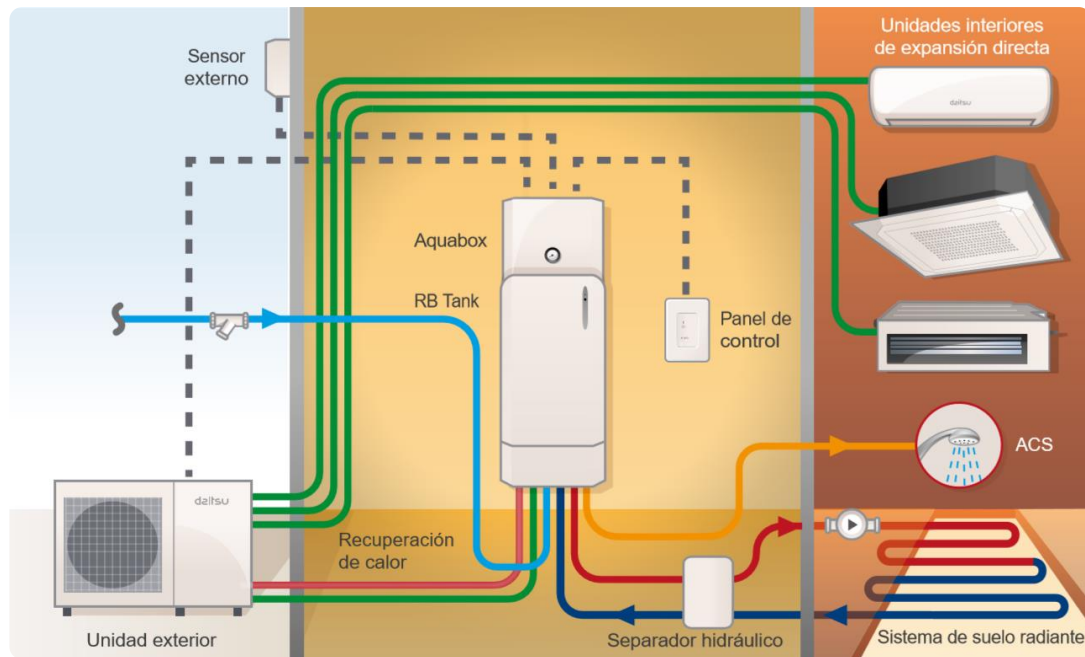 Sensor
externo
Unidades interiores
de expansión directa
daitsu
Aquabox
RB Tank
Panel de
control
ACS
daitsu
Recuperación
de calor
Unidad exterior
Separador hidráulico
Sistema de suelo radiante